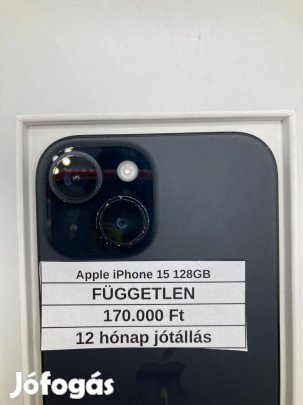 Apple iPhone 15 128GB
FÜGGETLEN
170.000 Ft
12 hónap jótállás
Jófogás